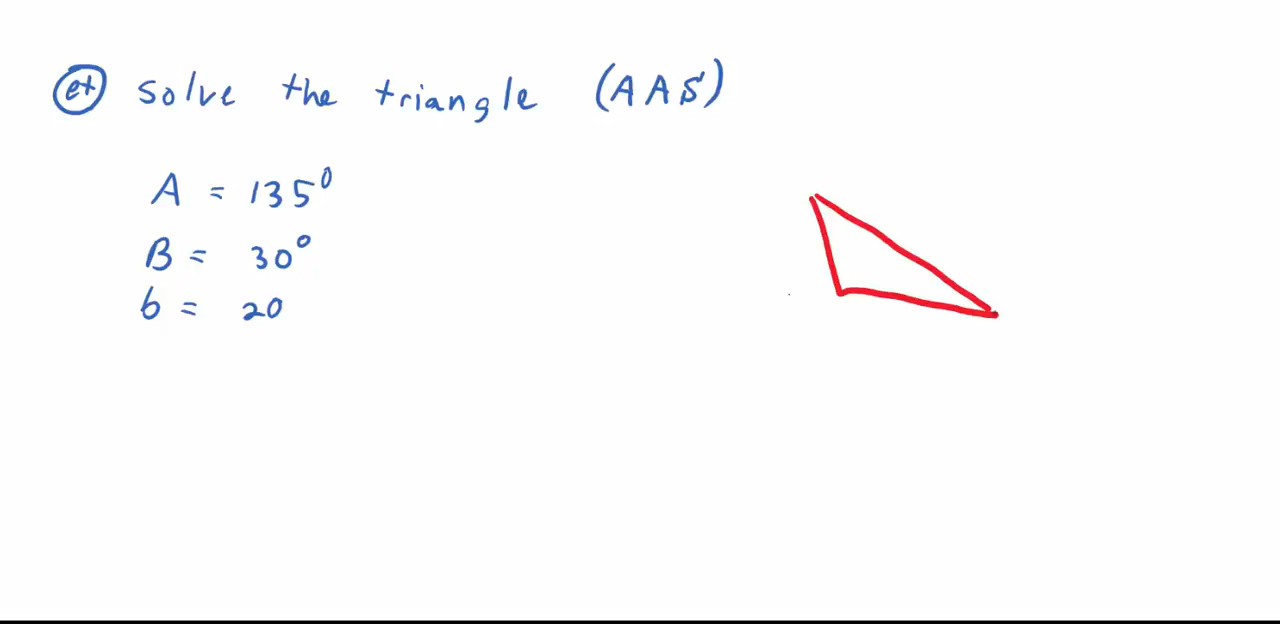 ex solve the triangle (AAS)
A = 135°
B = 30°
b = 20